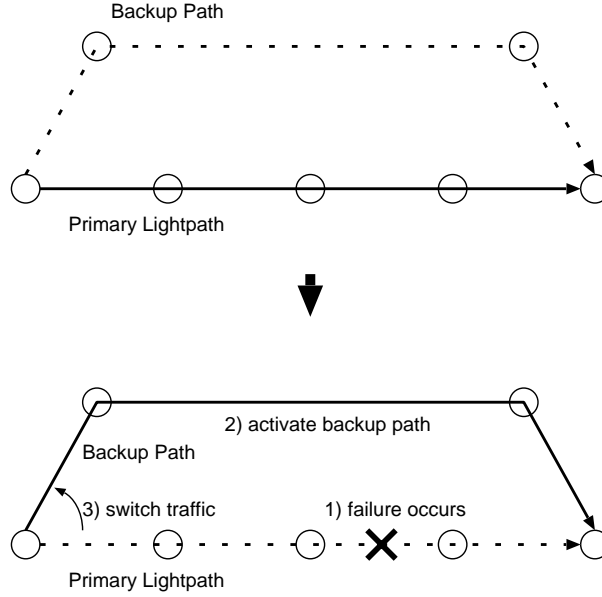 Backup Path
Primary Lightpath
2) activate backup path
Backup Path
3) switch traffic
1) failure occurs
Primary Lightpath